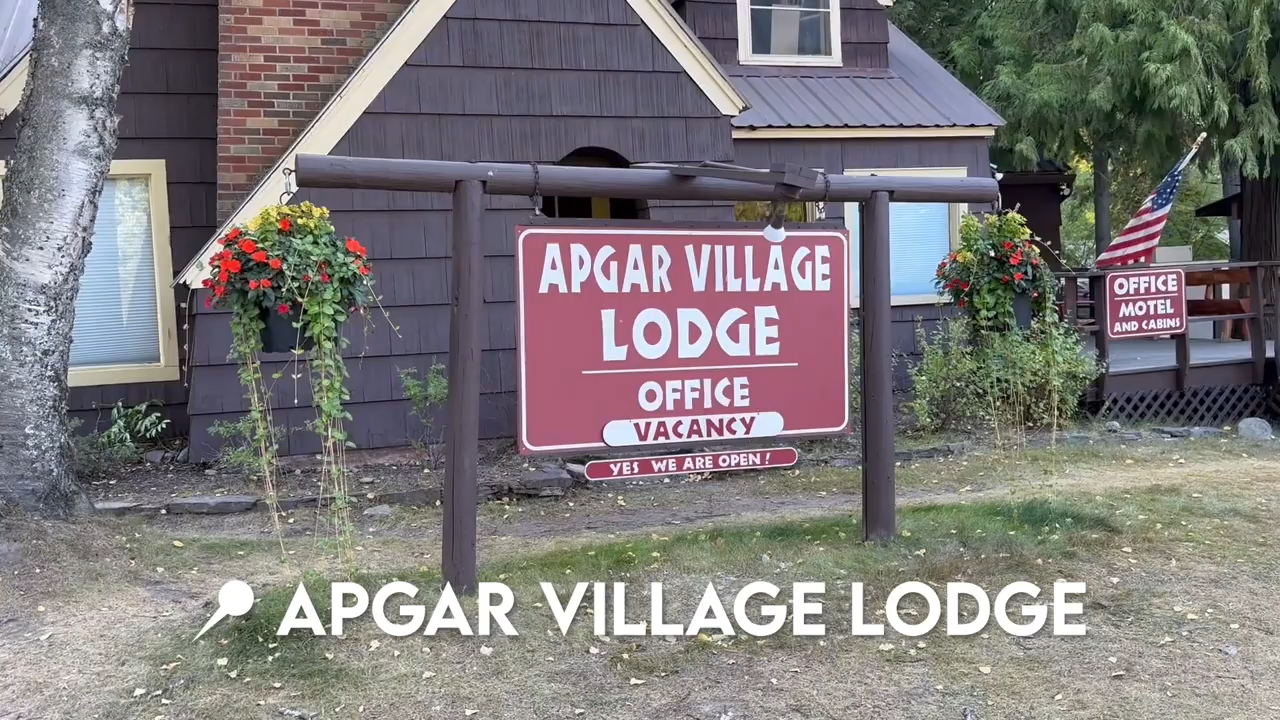 APGAR VILLAGE
LODGE
OFFICE
VACANCY
YES WE ARE OPEN!
OFFICE
MOTEL
AND CABINS
APGAR VILLAGE LODGE